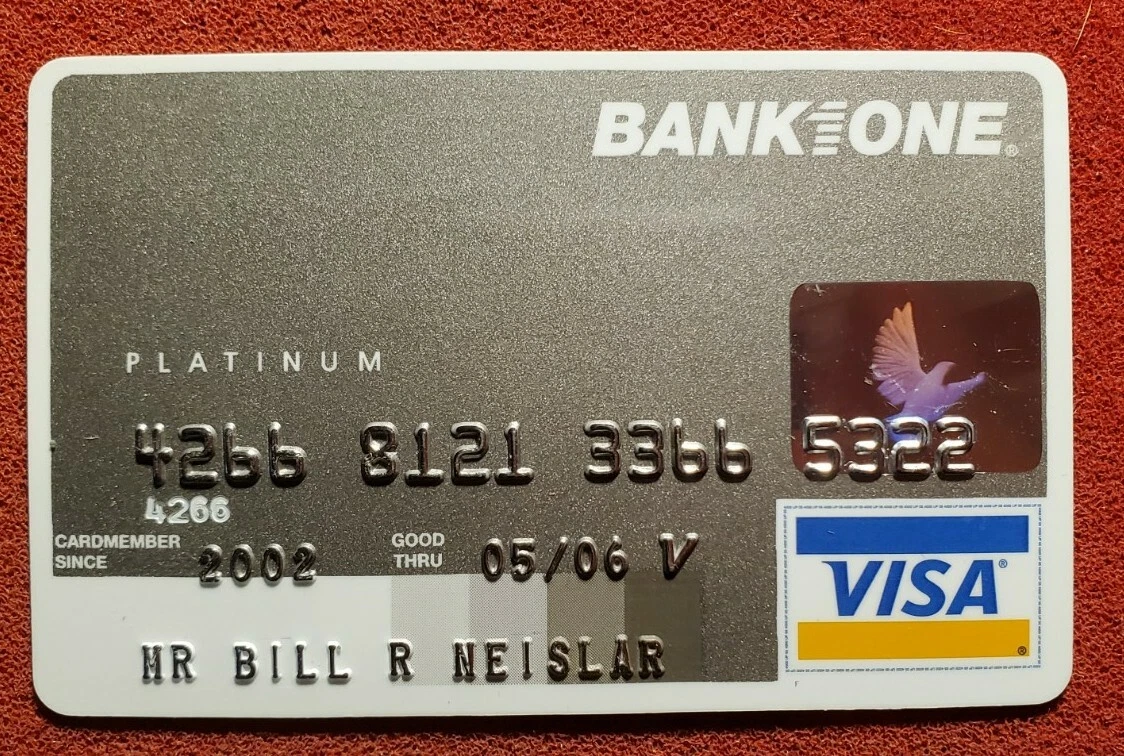 BANK ONE®
PLATINUM
4266 8121 3366 5322
4266
CARDMEMBER SINCE 2002 GOOD THRU 05/06 V
VISA®
MR BILL R NEISLAR
®
F